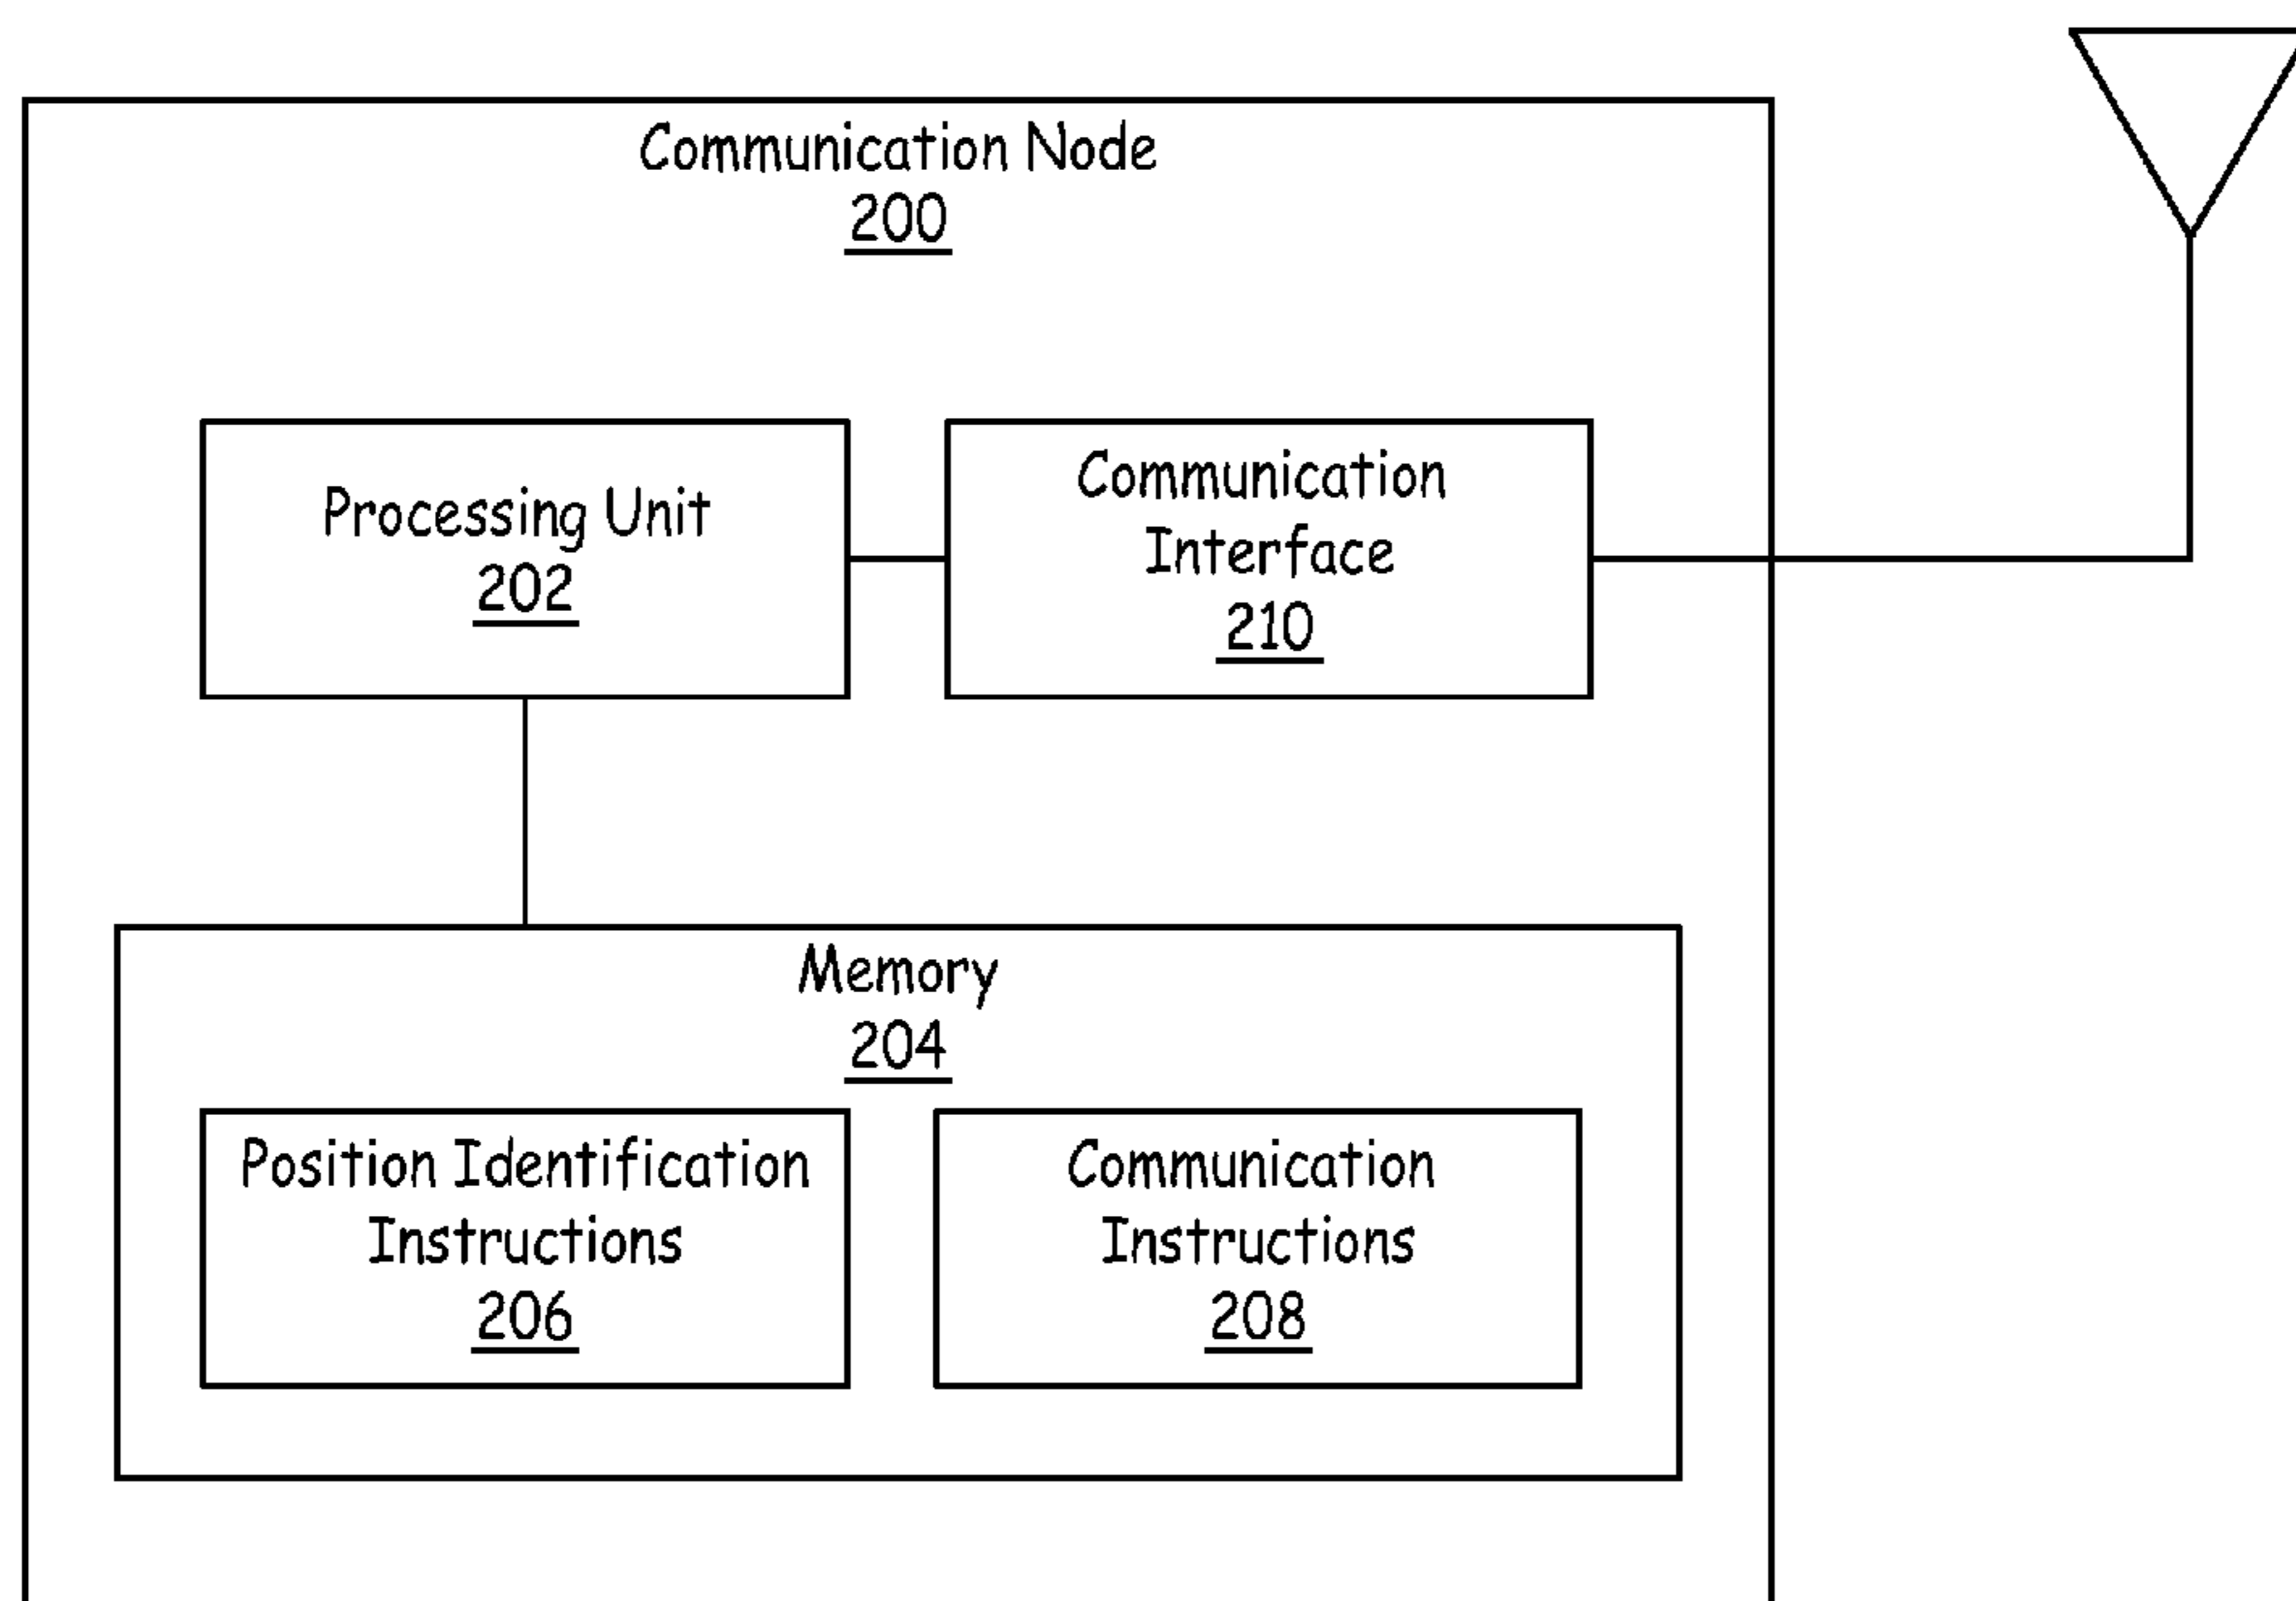 Communication Node
200
Processing Unit
202
Communication
Interface
210
Memory
204
Position Identification
Instructions
206
Communication
Instructions
208